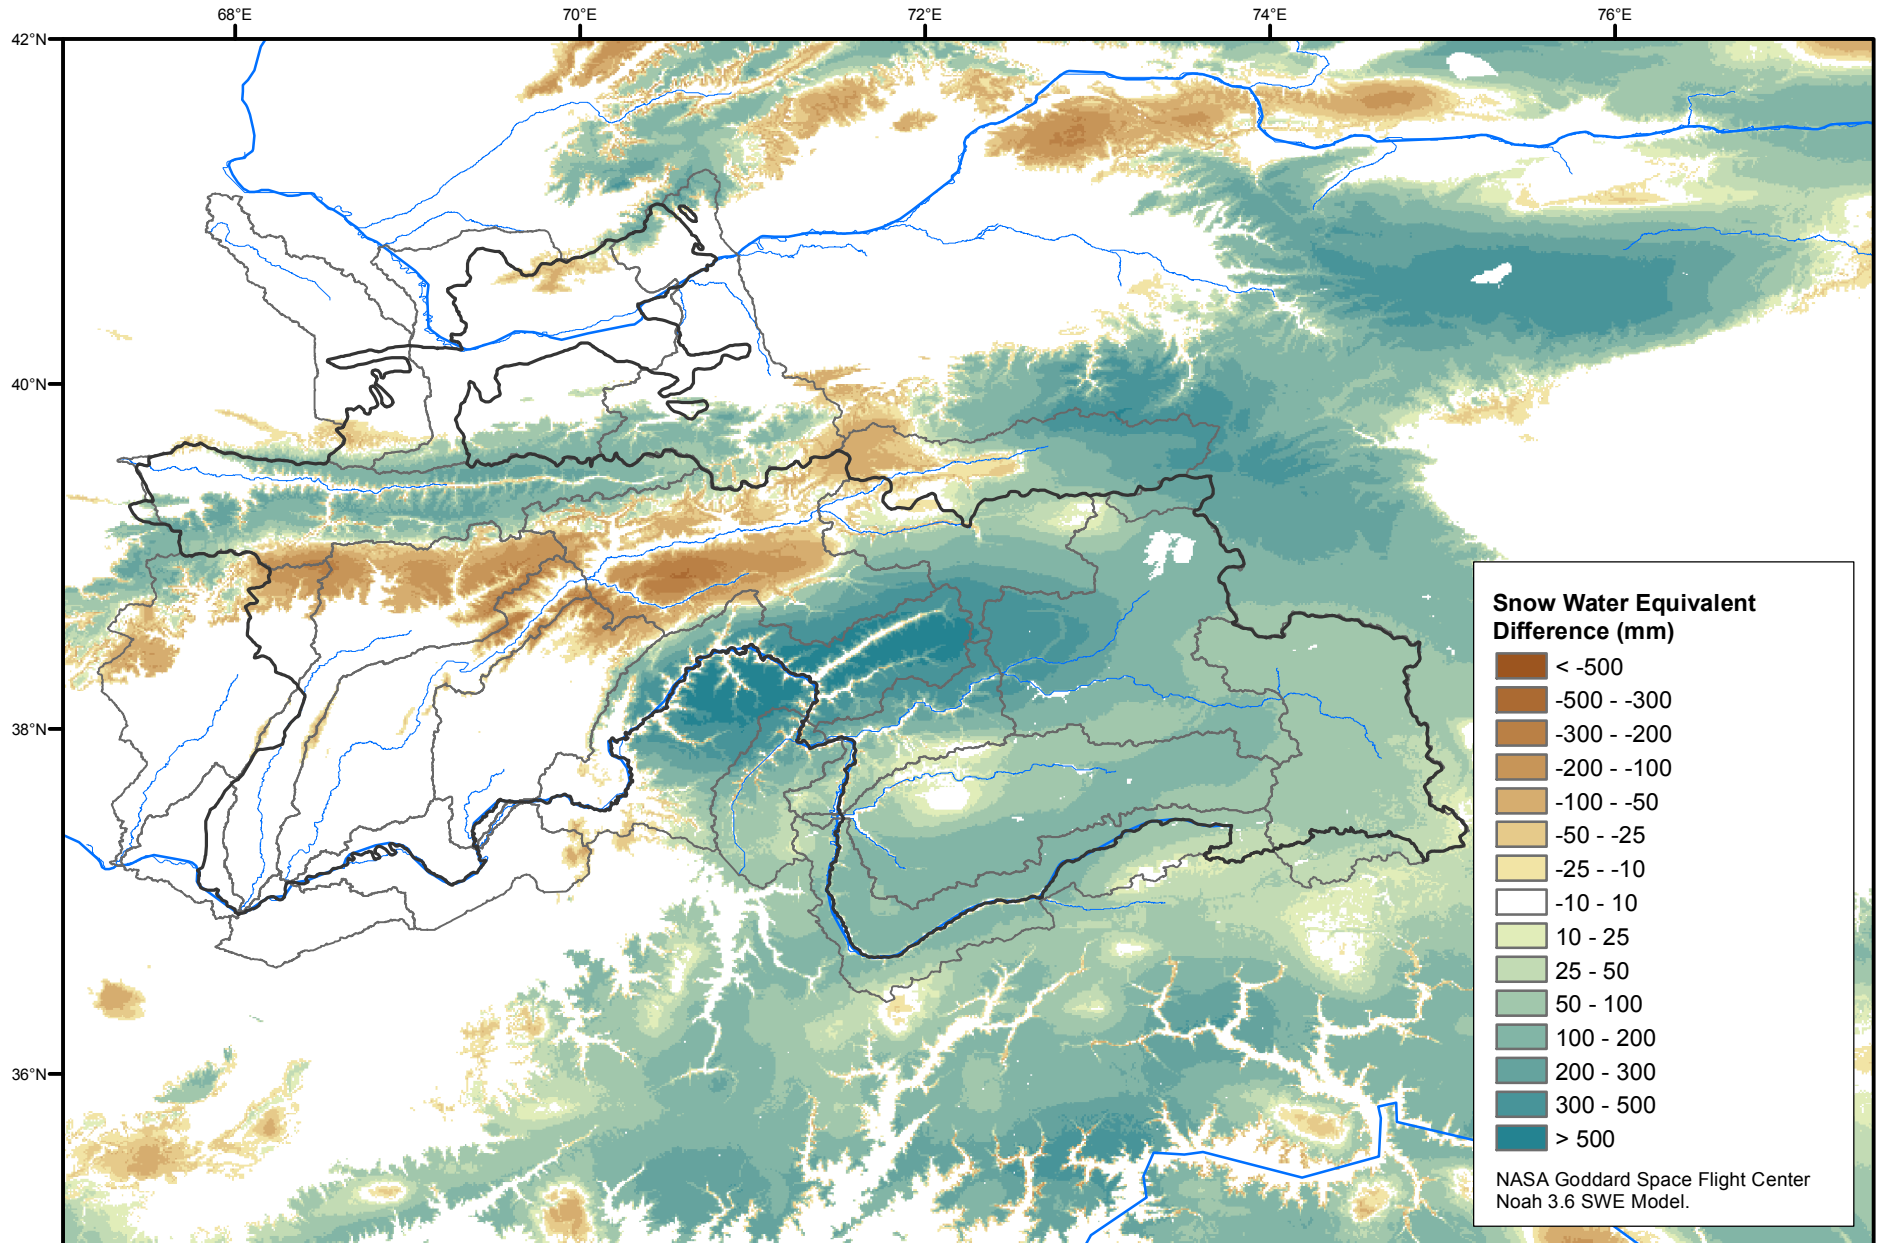 68°E
70°E
72°E
74°E
76°E
42°N
40°N
38°N
36°N
Snow Water Equivalent
Difference (mm)
< -500
-500 - -300
-300 - -200
-200 - -100
-100 - -50
-50 - -25
-25 - -10
-10 - 10
10 - 25
25 - 50
50 - 100
100 - 200
200 - 300
300 - 500
> 500
NASA Goddard Space Flight Center
Noah 3.6 SWE Model.